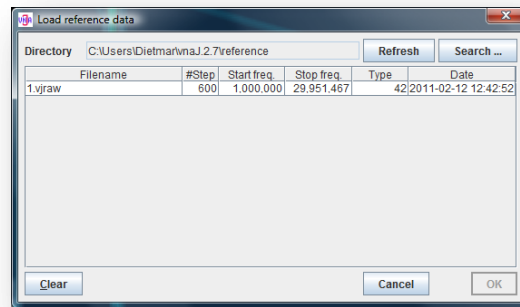 VNA Load reference data
Directory C:\Users\Dietmar\vnaJ.2.7\reference Refresh Search ...
Filename #Step Start freq. Stop freq. Type Date
1.vjraw 600 1,000,000 29,951,467 42 2011-02-12 12:42:52
Clear Cancel OK